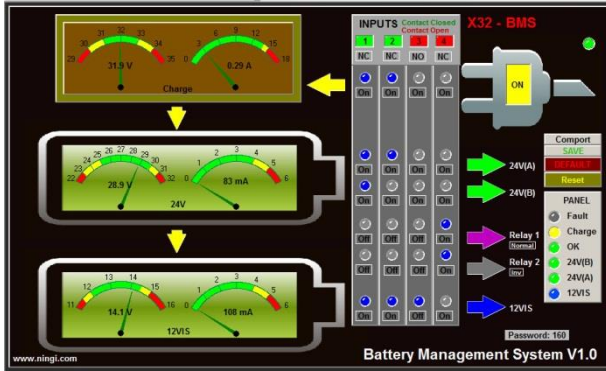 INPUTS Contact Closed
Contact Open
X32 - BMS
1 2 3 4
NC NC NO NC
29 30 31 32 33 34 35
31.9 V
0 3 6 9 12 15 18
0.29 A
Charge
On On On On
ON
Comport
SAVE
DEFAULT
Reset
22 23 24 25 26 27 28 29 30 31 32
28.9 V
0 1 2 3 4 5 6
83 mA
24V
On On On On
24V(A)
On On On On
24V(B)
PANEL
Fault
Charge
OK
24V(B)
24V(A)
12VIS
Off Off Off On
Relay 1
Normal
Off Off Off On
Relay 2
Inv
11 12 13 14 15 16
14.1 V
0 1 2 3 4 5 6
108 mA
12VIS
On On On On
12VIS
Password: 160
www.ningi.com
Battery Management System V1.0